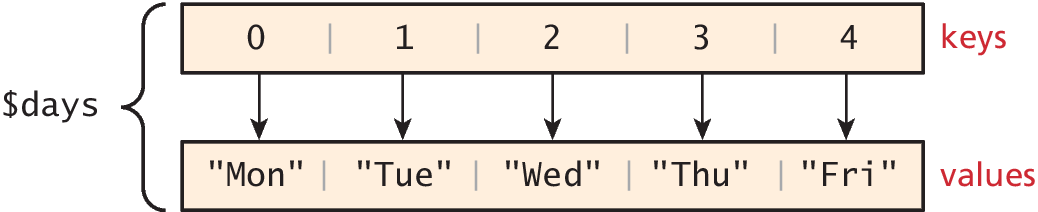 0 | 1 | 2 | 3 | 4 keys
$days
"Mon" | "Tue" | "Wed" | "Thu" | "Fri" values